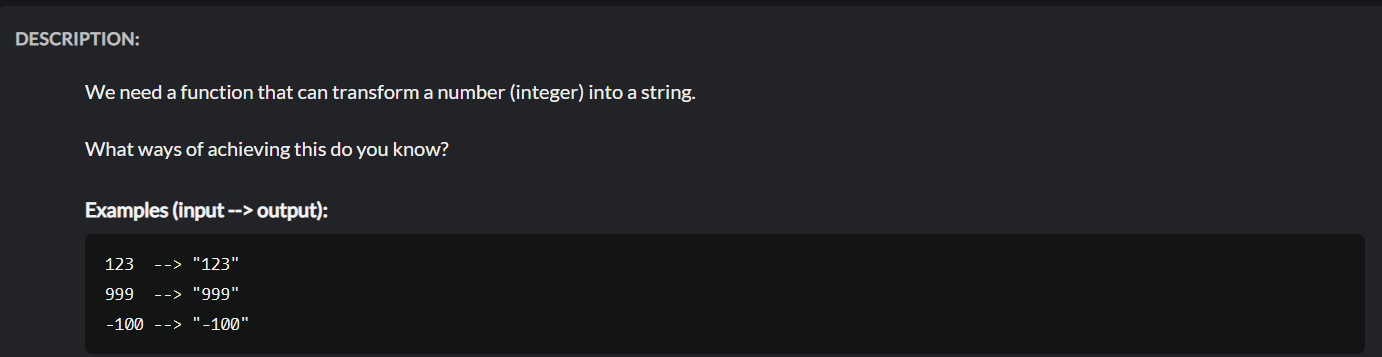 DESCRIPTION:
We need a function that can transform a number (integer) into a string.
What ways of achieving this do you know?
Examples (input --> output):
123  --> "123"
999  --> "999"
-100 --> "-100"